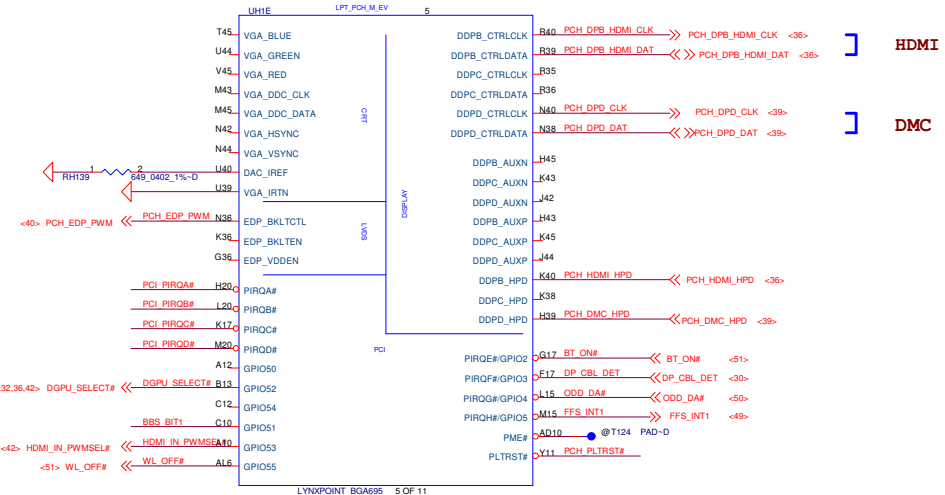 UH1E LPT_PCH_M_EV 5
T45 VGA_BLUE DDPB_CTRLCLK R40 PCH_DPB_HDMI_CLK PCH_DPB_HDMI_CLK <36>
HDMI
U44 VGA_GREEN DDPB_CTRLDATA R39 PCH_DPB_HDMI_DAT PCH_DPB_HDMI_DAT <36>
V45 VGA_RED DDPC_CTRLCLK R35
M43 VGA_DDC_CLK DDPC_CTRLDATA R36
M45 VGA_DDC_DATA DDPD_CTRLCLK N40 PCH_DPD_CLK PCH_DPD_CLK <39>
CRT
DMC
N42 VGA_HSYNC DDPD_CTRLDATA N38 PCH_DPD_DAT PCH_DPD_DAT <39>
N44 VGA_VSYNC
DDPB_AUXN H45
1 2 U40 DAC_IREF
RH139 649_0402_1%~D
DDPC_AUXN K43
U39 VGA_IRTN
DDPD_AUXN J42
DISPLAY
<40> PCH_EDP_PWM PCH_EDP_PWM N36 EDP_BKLTCTL DDPB_AUXP H43
LVDS
K36 EDP_BKLTEN DDPC_AUXP K45
G36 EDP_VDDEN DDPD_AUXP J44
DDPB_HPD K40 PCH_HDMI_HPD PCH_HDMI_HPD <36>
PCI_PIRQA# H20 PIRQA#
DDPC_HPD K38
PCI_PIRQB# L20 PIRQB#
DDPD_HPD H39 PCH_DMC_HPD PCH_DMC_HPD <39>
PCI_PIRQC# K17 PIRQC#
PCI_PIRQD# M20 PIRQD#
PCI
PIRQE#/GPIO2 G17 BT_ON# BT_ON# <51>
A12 GPIO50
PIRQF#/GPIO3 F17 DP_CBL_DET DP_CBL_DET <30>
32,36,42> DGPU_SELECT# DGPU_SELECT# B13 GPIO52
PIRQG#/GPIO4 L15 ODD_DA# ODD_DA# <50>
C12 GPIO54
PIRQH#/GPIO5 M15 FFS_INT1 FFS_INT1 <49>
BBS_BIT1 C10 GPIO51
PME# AD10 @T124 PAD~D
<42> HDMI_IN_PWMSEL# HDMI_IN_PWMSEL# A10 GPIO53
PLTRST# Y11 PCH_PLTRST#
<51> WL_OFF# WL_OFF# AL6 GPIO55
LYNXPOINT_BGA695 5 OF 11